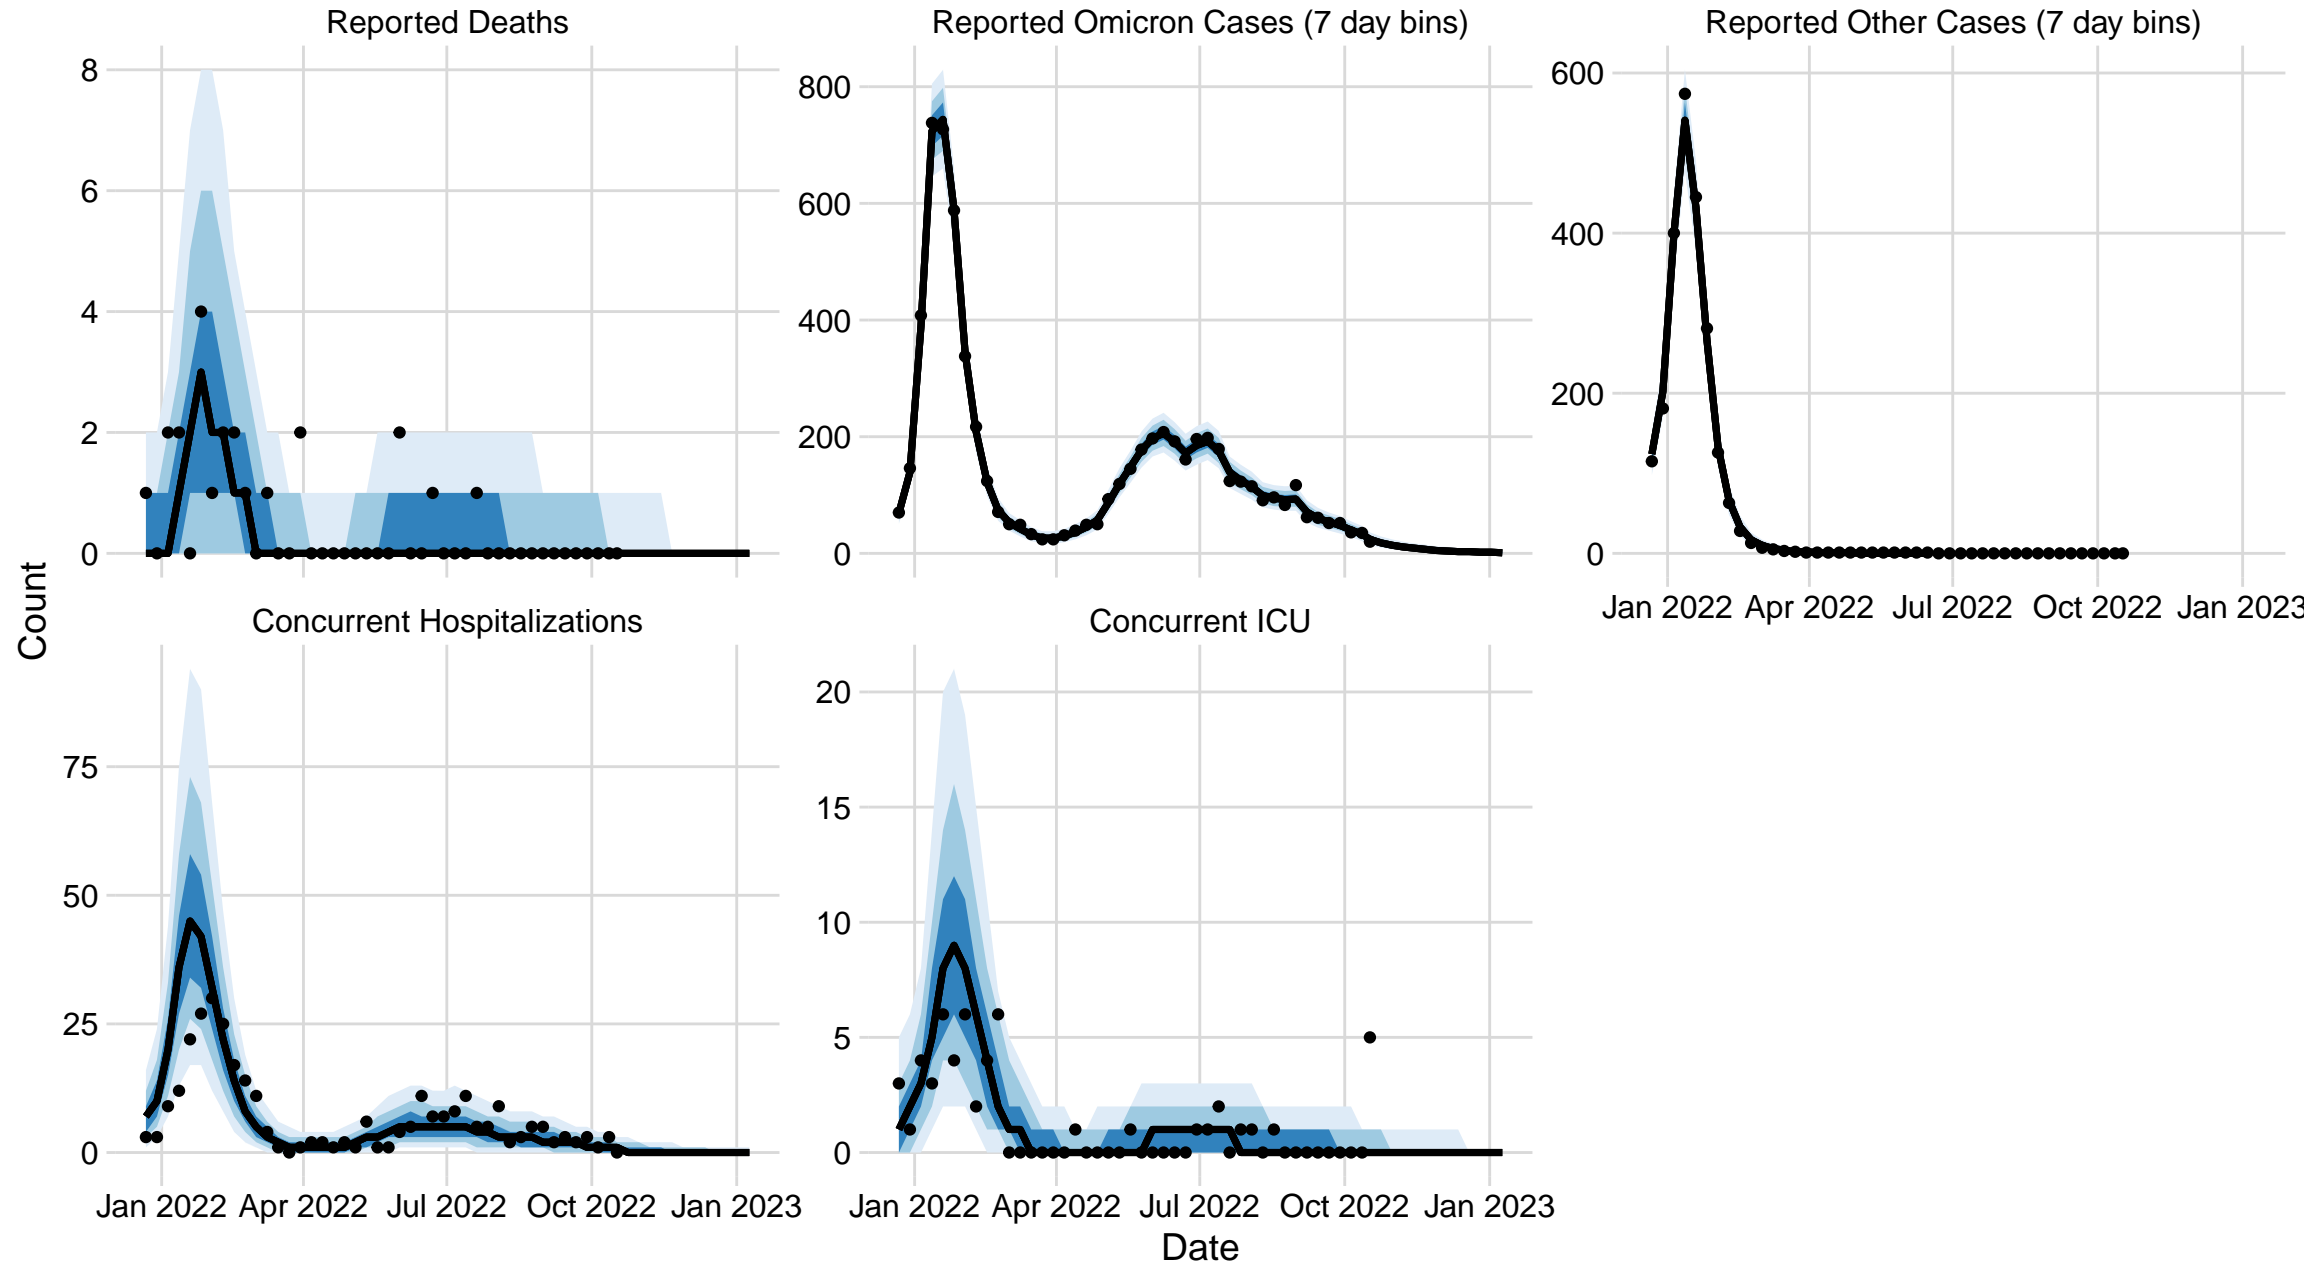 Reported Deaths
Reported Omicron Cases (7 day bins)
Reported Other Cases (7 day bins)
8
6
4
2
0
800
600
400
200
0
600
400
200
0
Jan 2022 Apr 2022 Jul 2022 Oct 2022 Jan 2023
Count
Concurrent Hospitalizations
Concurrent ICU
75
50
25
0
20
15
10
5
0
Jan 2022 Apr 2022 Jul 2022 Oct 2022 Jan 2023
Jan 2022 Apr 2022 Jul 2022 Oct 2022 Jan 2023
Date